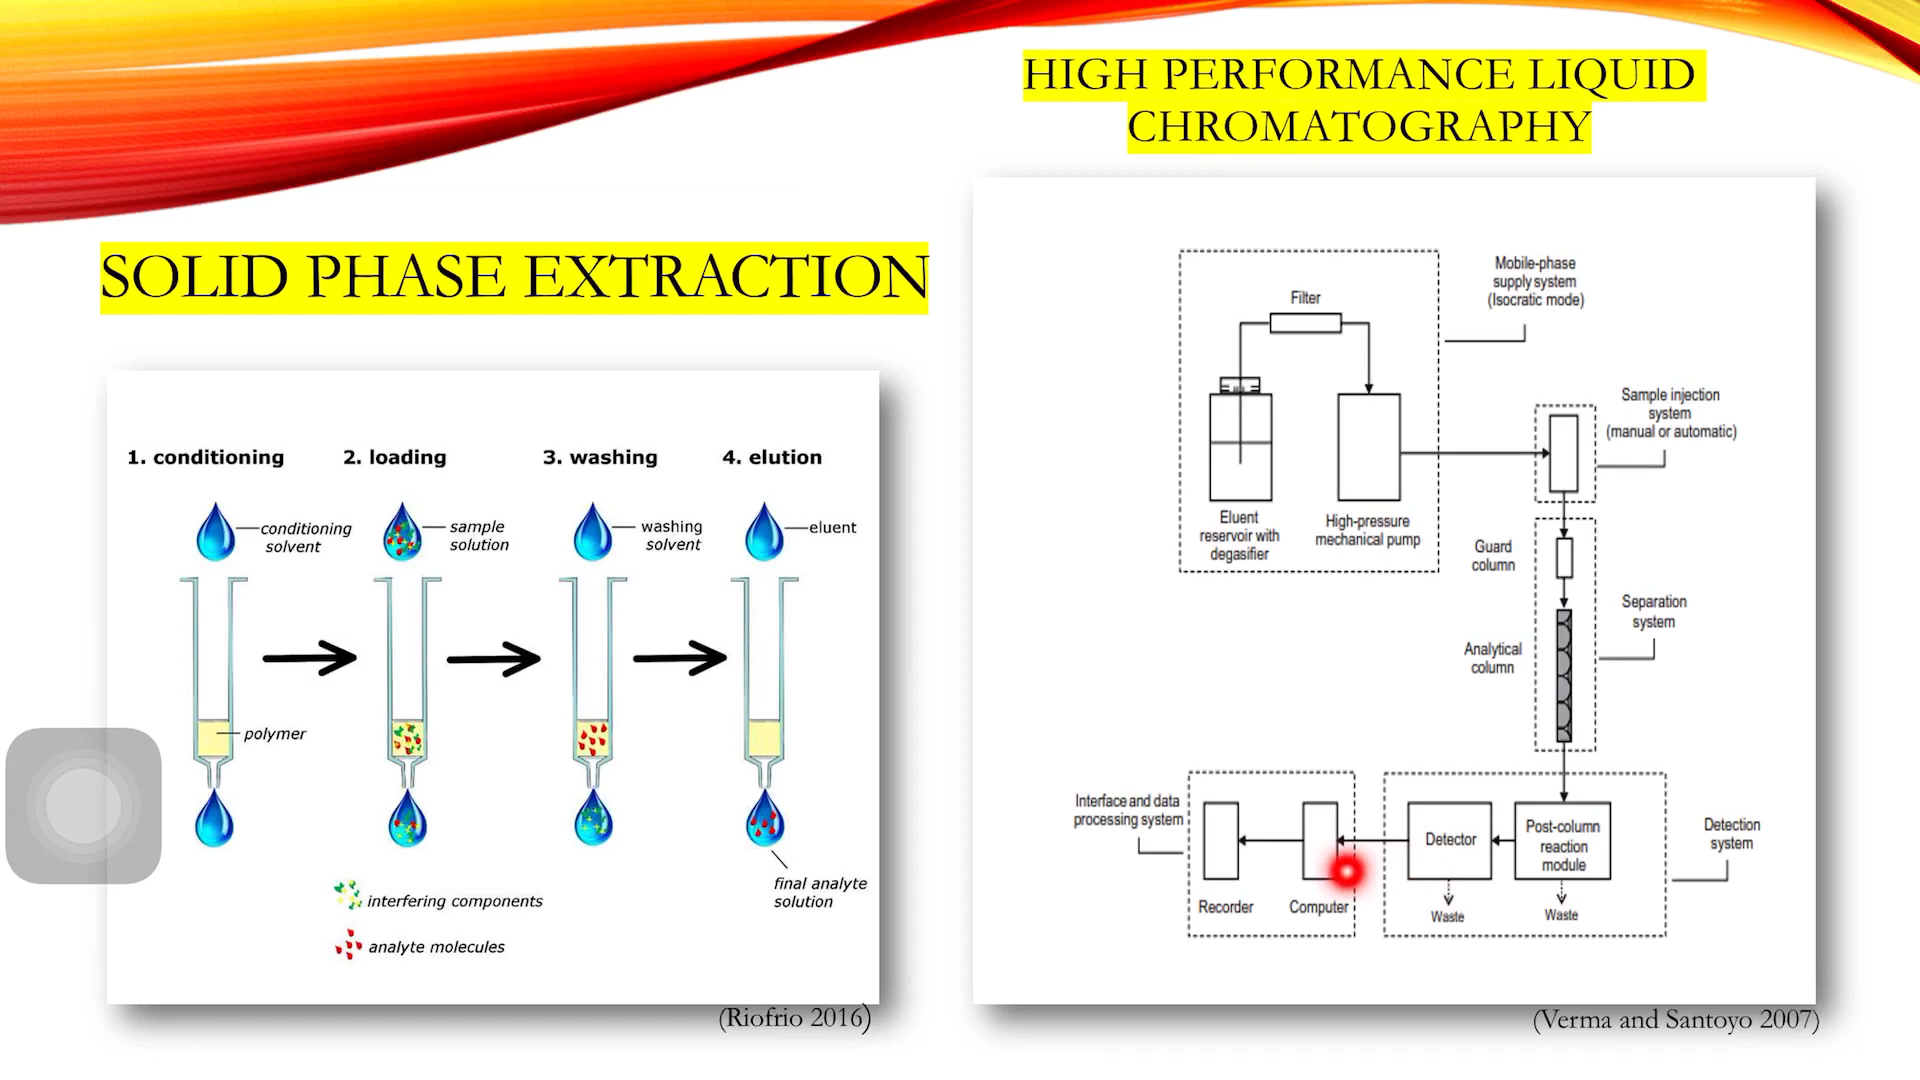 HIGH PERFORMANCE LIQUID
CHROMATOGRAPHY
SOLID PHASE EXTRACTION
1. conditioning
2. loading
3. washing
4. elution
conditioning
solvent
sample
solution
washing
solvent
eluent
polymer
final analyte
solution
interfering components
analyte molecules
(Riofrio 2016)
Mobile-phase
supply system
(Isocratic mode)
Filter
Sample injection
system
(manual or automatic)
Eluent
reservoir with
degasifier
High-pressure
mechanical pump
Guard
column
Separation
system
Analytical
column
Interface and data
processing system
Detector
Post-column
reaction
module
Detection
system
Recorder
Computer
Waste
Waste
(Verma and Santoyo 2007)